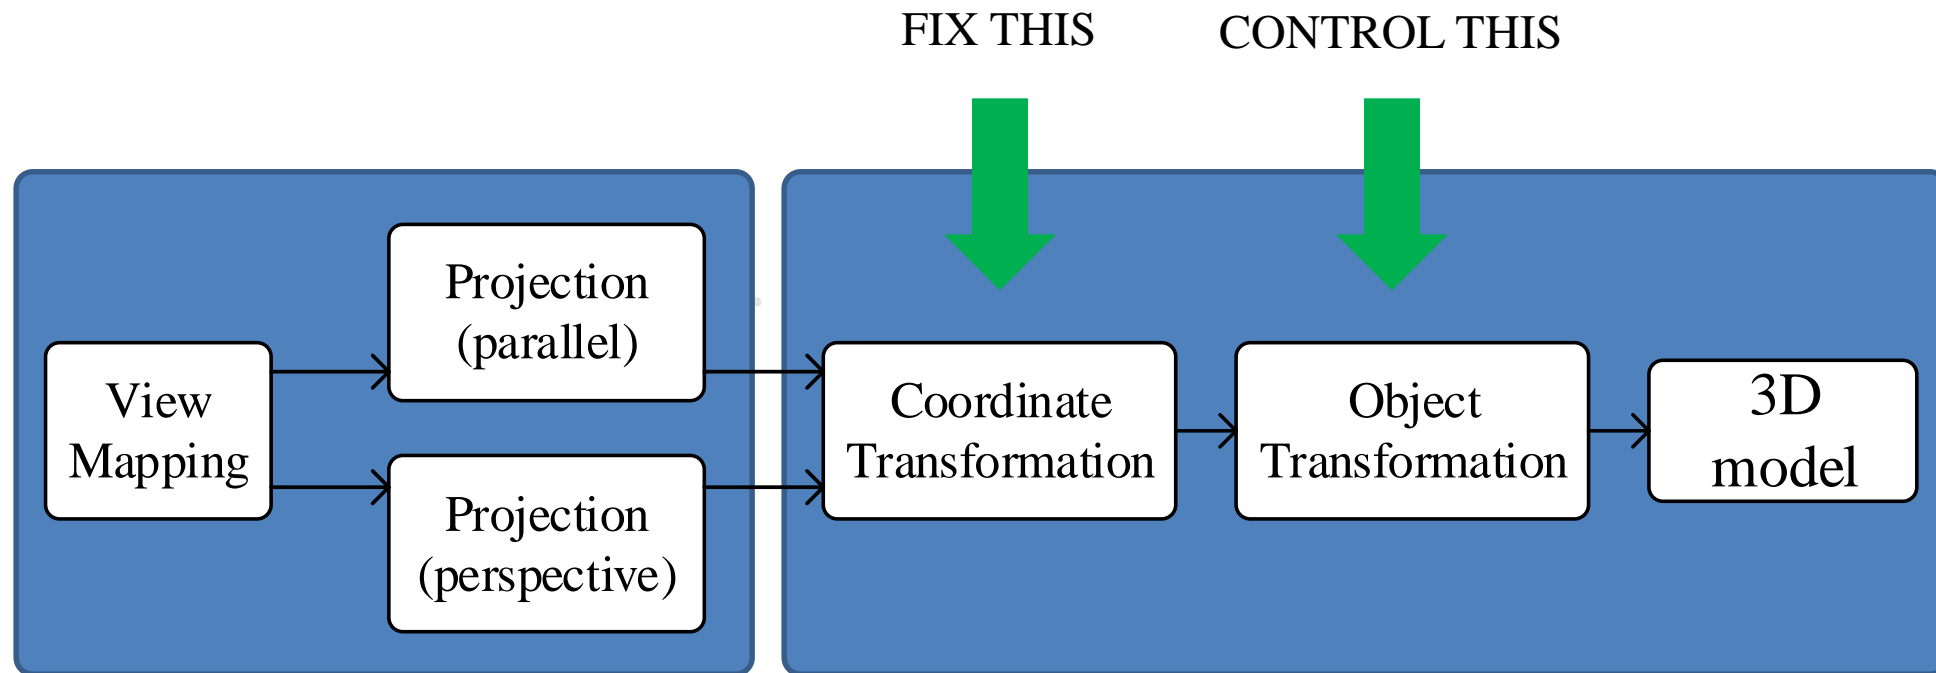 FIX THIS
CONTROL THIS
View
Mapping
Projection
(parallel)
Projection
(perspective)
Coordinate
Transformation
Object
Transformation
3D
model